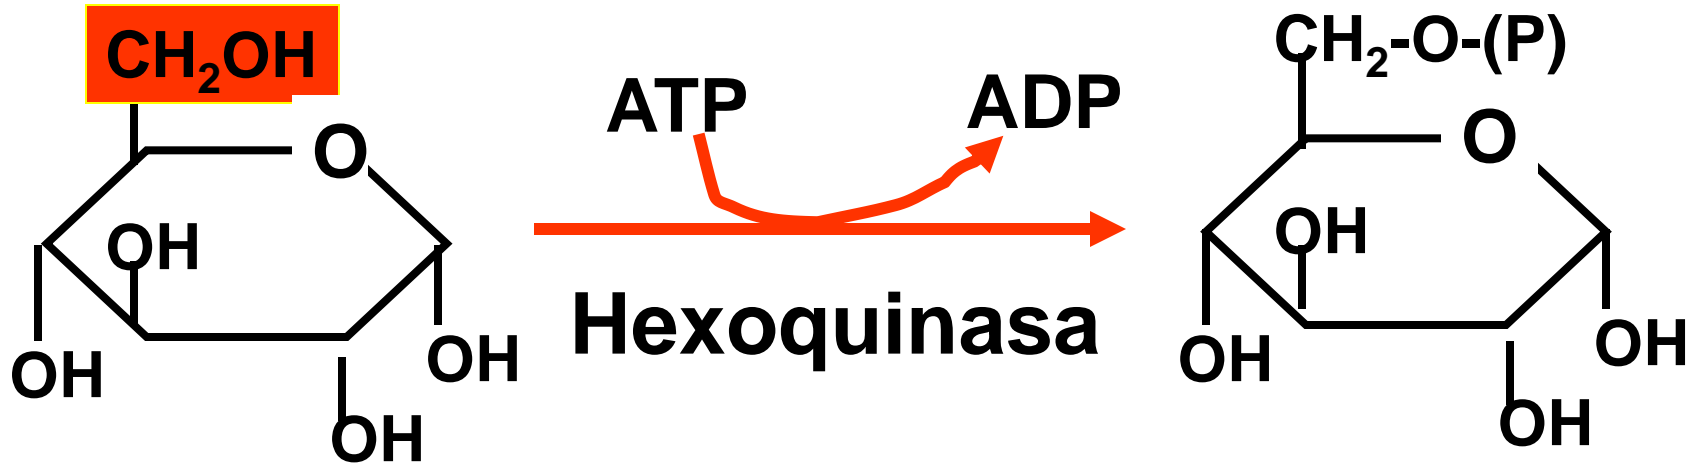 CH₂OH
O
OH
OH
OH
OH
ATP
ADP
Hexoquinasa
CH₂-O-(P)
O
OH
OH
OH
OH